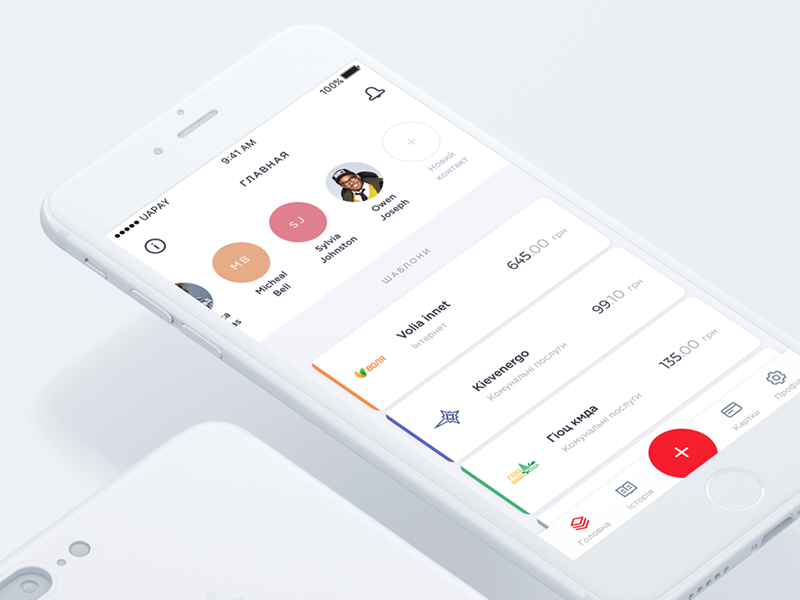 UAPAY
9:41 AM
100%
ГЛАВНАЯ
MB
Micheal
Bell
SJ
Sylvia
Johnston
Owen
Joseph
+
Новий
контакт
ШАБЛОНИ
ВОЛЯ
Volia innet
Інтернет
645.00 грн
Kievenergo
Комунальні послуги
99.10 грн
Гіоц кмда
Комунальні послуги
135.00 грн
Головна
Історія
+
Картки